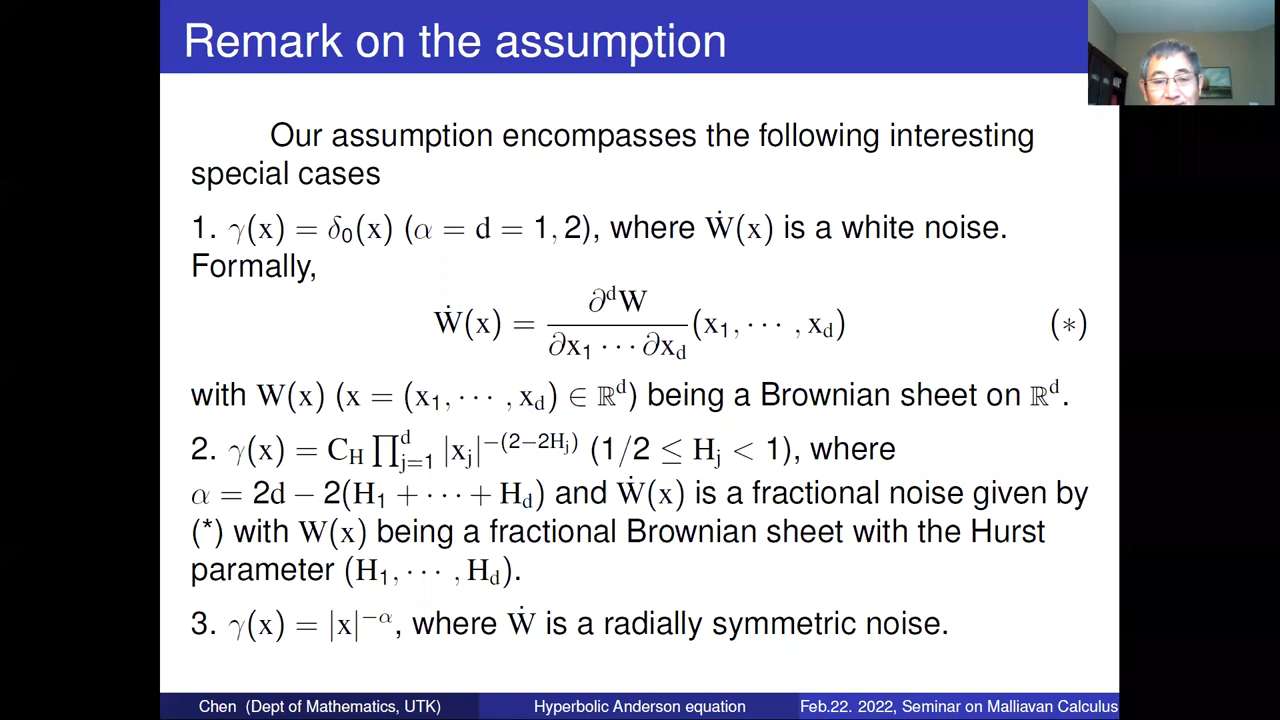 Remark on the assumption
Our assumption encompasses the following interesting
special cases
1. γ(x) = δ₀(x) (α = d = 1, 2), where Ẇ(x) is a white noise.
Formally,
Ẇ(x) = ∂ᵈW / ∂x₁ ⋯ ∂x_d (x₁, ⋯ , x_d) (∗)
with W(x) (x = (x₁, ⋯ , x_d) ∈ ℝᵈ) being a Brownian sheet on ℝᵈ.
2. γ(x) = C_H ∏_{j=1}^d |x_j|^{−(2−2H_j)} (1/2 ≤ H_j < 1), where
α = 2d − 2(H₁ + ⋯ + H_d) and Ẇ(x) is a fractional noise given by
(*) with W(x) being a fractional Brownian sheet with the Hurst
parameter (H₁, ⋯ , H_d).
3. γ(x) = |x|^{−α}, where Ẇ is a radially symmetric noise.
Chen (Dept of Mathematics, UTK) Hyperbolic Anderson equation Feb.22. 2022, Seminar on Malliavan Calculus